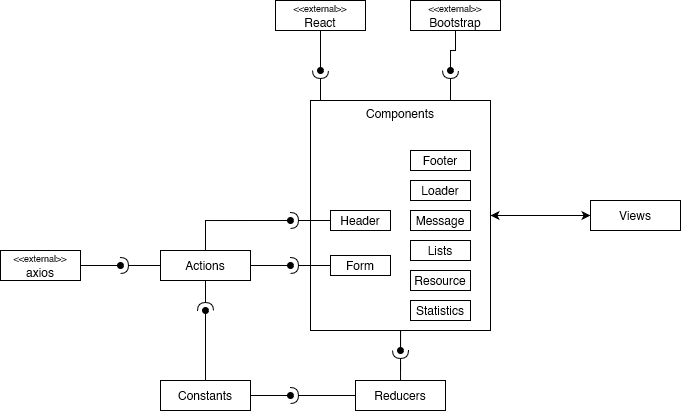 <<external>>
React
<<external>>
Bootstrap
Components
Footer
Loader
Header
Message
Views
Lists
<<external>>
axios
Actions
Form
Resource
Statistics
Constants
Reducers